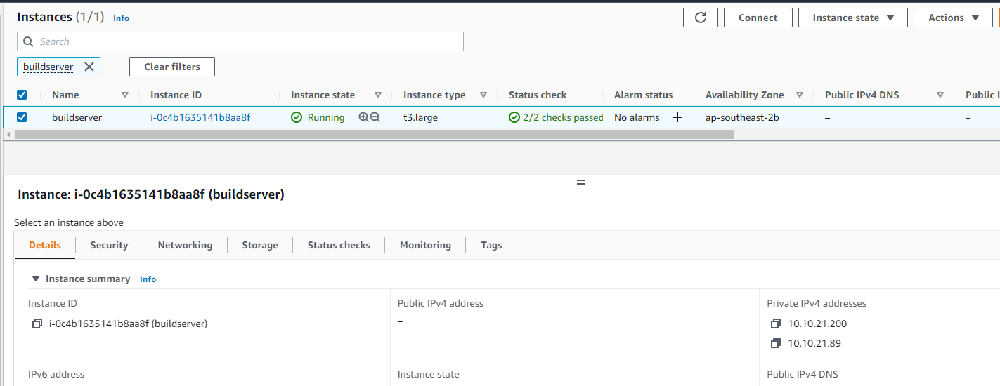 Instances (1/1) Info
Connect Instance state Actions
Search
buildserver Clear filters
Name Instance ID Instance state Instance type Status check Alarm status Availability Zone Public IPv4 DNS Public I
buildserver i-0c4b1635141b8aa8f Running t3.large 2/2 checks passed No alarms + ap-southeast-2b – –
Instance: i-0c4b1635141b8aa8f (buildserver)
Select an instance above
Details Security Networking Storage Status checks Monitoring Tags
Instance summary Info
Instance ID Public IPv4 address Private IPv4 addresses
i-0c4b1635141b8aa8f (buildserver) – 10.10.21.200
10.10.21.89
IPv6 address Instance state Public IPv4 DNS